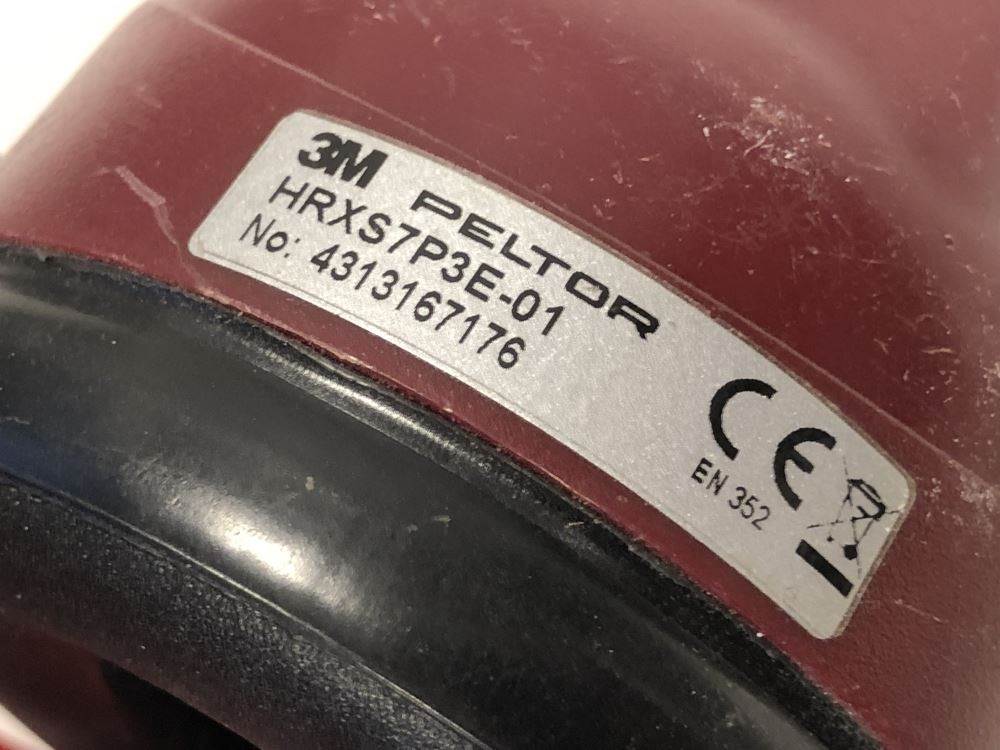 3M PELTOR
HRXS7P3E-01
No: 4313167176
CE
EN 352